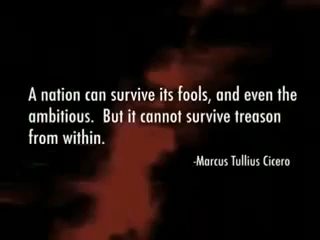 A nation can survive its fools, and even the
ambitious.  But it cannot survive treason
from within.
-Marcus Tullius Cicero